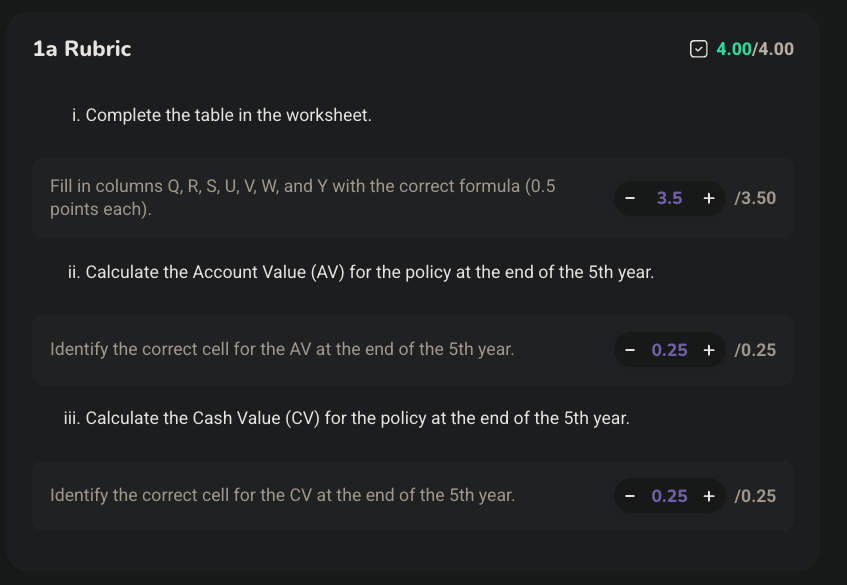 1a Rubric
4.00/4.00
i. Complete the table in the worksheet.
Fill in columns Q, R, S, U, V, W, and Y with the correct formula (0.5
points each).
− 3.5 + /3.50
ii. Calculate the Account Value (AV) for the policy at the end of the 5th year.
Identify the correct cell for the AV at the end of the 5th year.
− 0.25 + /0.25
iii. Calculate the Cash Value (CV) for the policy at the end of the 5th year.
Identify the correct cell for the CV at the end of the 5th year.
− 0.25 + /0.25